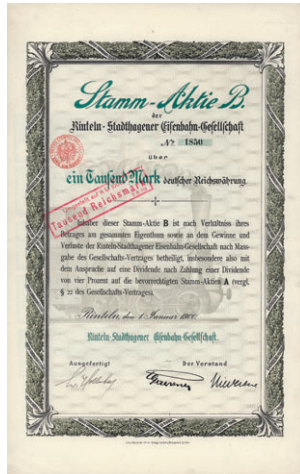 Stamm-Aktie B.
der
Rinteln-Stadthagener Eisenbahn-Gesellschaft
№ 1850
über
ein Tausend Mark deutscher Reichswährung.
Umgestellt auf
Tausend Reichsmark
Inhaber dieser Stamm-Aktie B ist nach Verhältniss ihres
Betrages am gesammten Eigenthum sowie an dem Gewinne und
Verluste der Rinteln-Stadthagener Eisenbahn-Gesellschaft nach Mass-
gabe des Gesellschafts-Vertrages betheiligt, insbesondere also mit
dem Anspruche auf eine Dividende nach Zahlung einer Dividende
von vier Prozent auf die bevorrechtigten Stamm-Aktien A (vergl.
§ 22 des Gesellschafts-Vertrages).
Rinteln, den 1. Januar
Rinteln-Stadthagener Eisenbahn-Gesellschaft.
Ausgefertigt
Der Vorstand